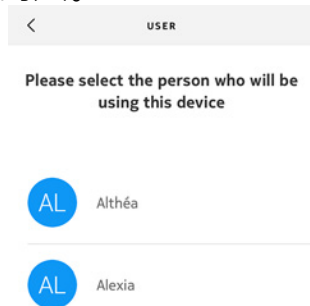 USER
Please select the person who will be
using this device
AL
Althéa
AL
Alexia